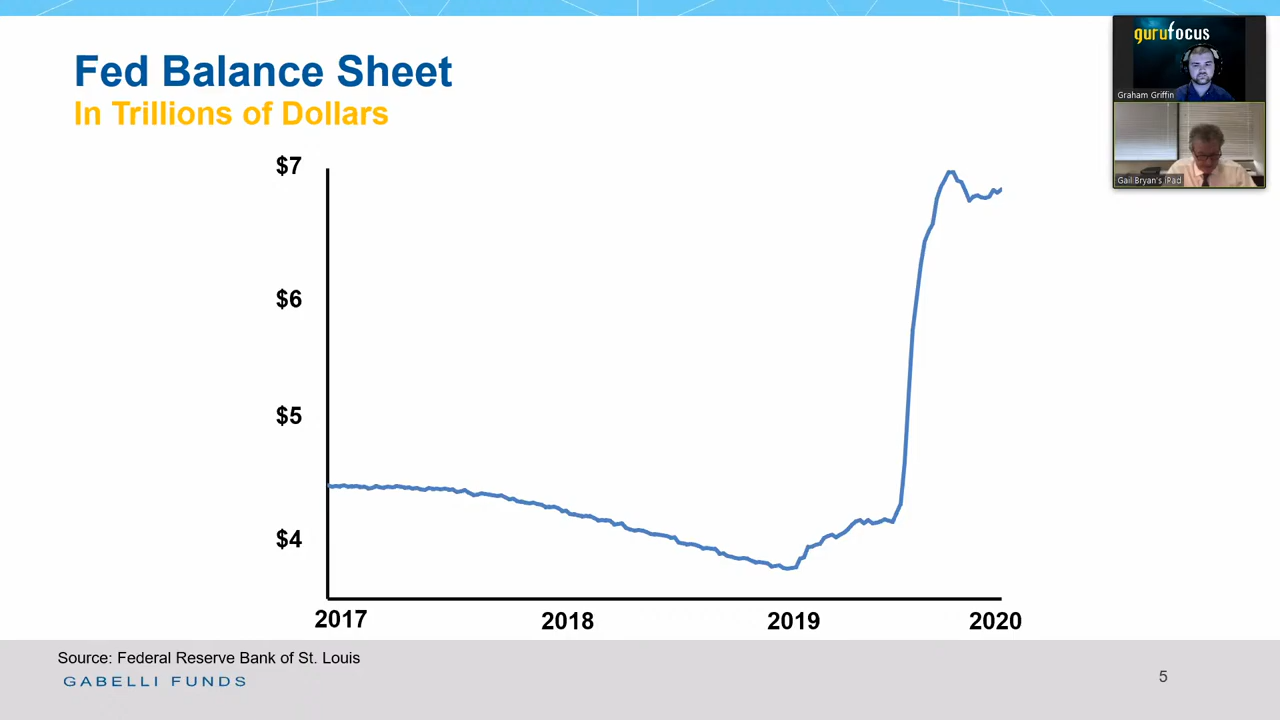 Fed Balance Sheet
In Trillions of Dollars
gurufocus
Graham Griffin
Gail Bryan's iPad
$7
$6
$5
$4
2017
2018
2019
2020
Source: Federal Reserve Bank of St. Louis
GABELLI FUNDS
5